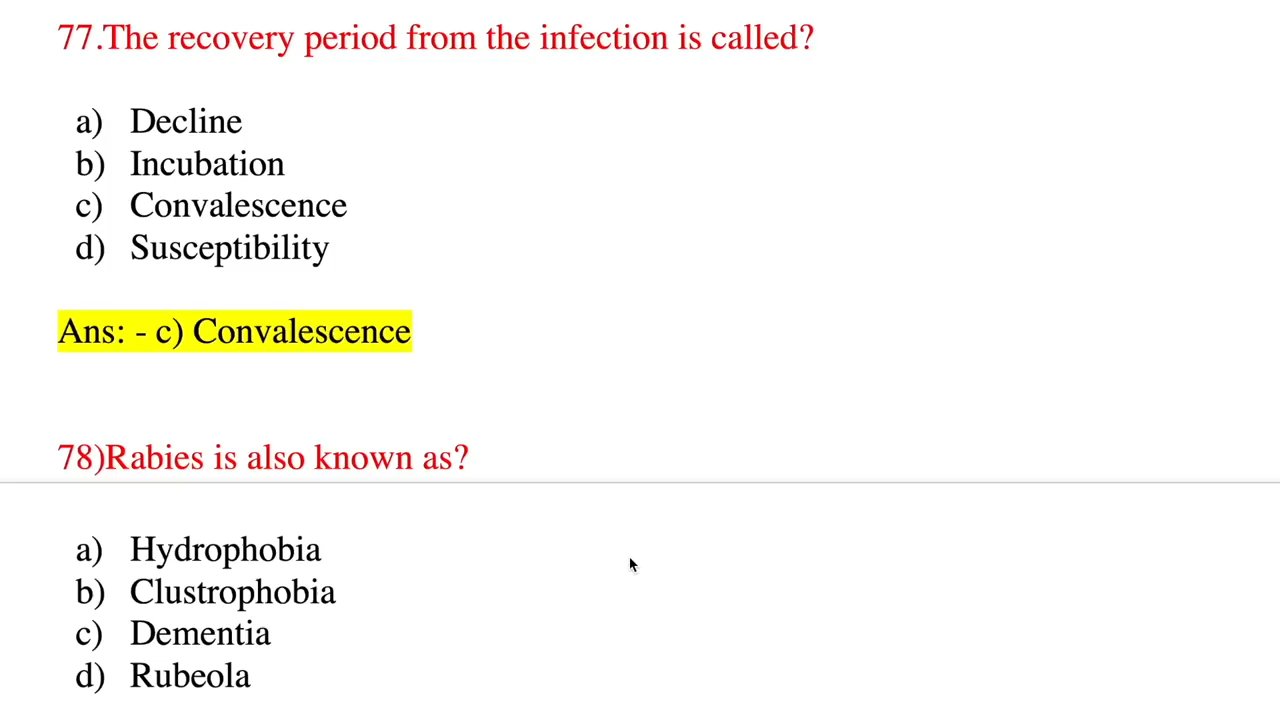 77.The recovery period from the infection is called?
a) Decline
b) Incubation
c) Convalescence
d) Susceptibility
Ans: - c) Convalescence
78)Rabies is also known as?
a) Hydrophobia
b) Clustrophobia
c) Dementia
d) Rubeola